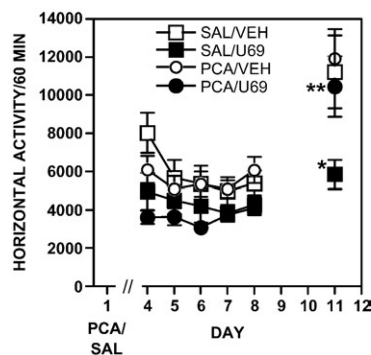 14000
12000
10000
8000
6000
4000
2000
0
HORIZONTAL ACTIVITY/60 MIN
SAL/VEH
SAL/U69
PCA/VEH
PCA/U69
**
*
1 // 4 5 6 7 8 9 10 11 12
PCA/
SAL
DAY